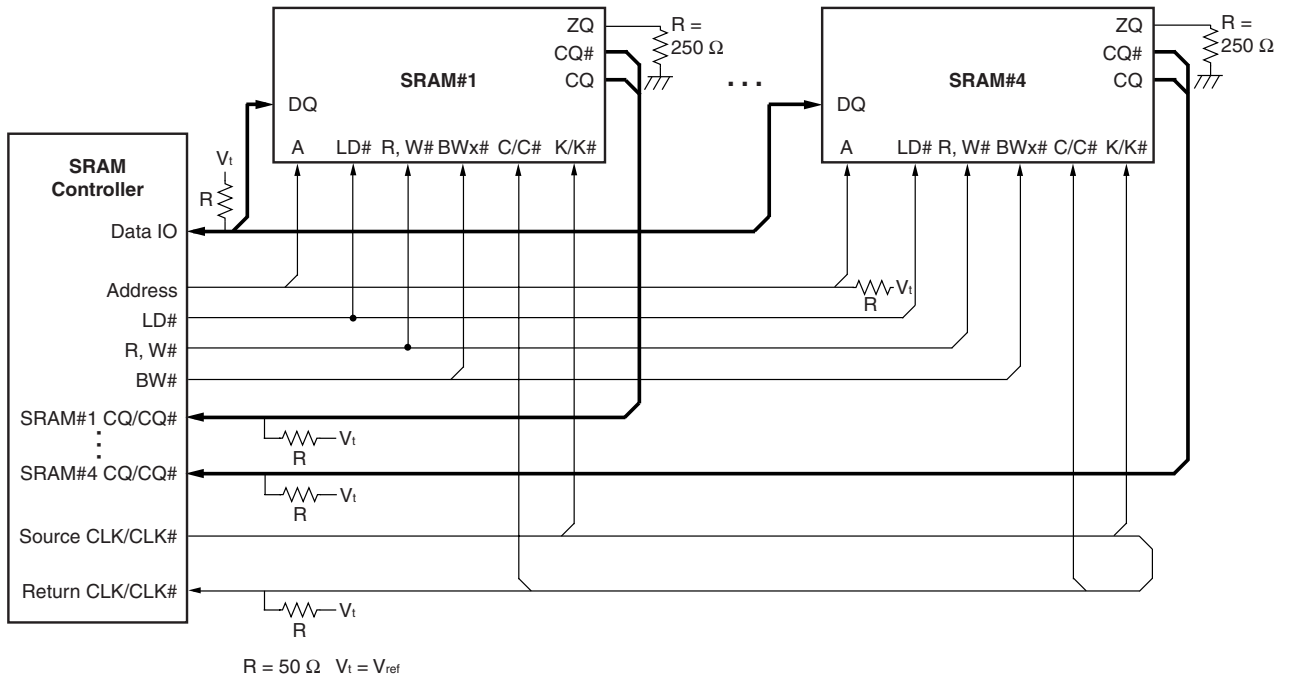 ZQ
CQ#
CQ
R =
250 Ω
SRAM#1
DQ
A LD# R, W# BWx# C/C# K/K#
...
ZQ
CQ#
CQ
R =
250 Ω
SRAM#4
DQ
A LD# R, W# BWx# C/C# K/K#
SRAM
Controller
Vt
R
Data IO
Address
R
Vt
LD#
R, W#
BW#
SRAM#1 CQ/CQ#
R
Vt
SRAM#4 CQ/CQ#
R
Vt
Source CLK/CLK#
Return CLK/CLK#
R
Vt
R = 50 Ω Vt = Vref